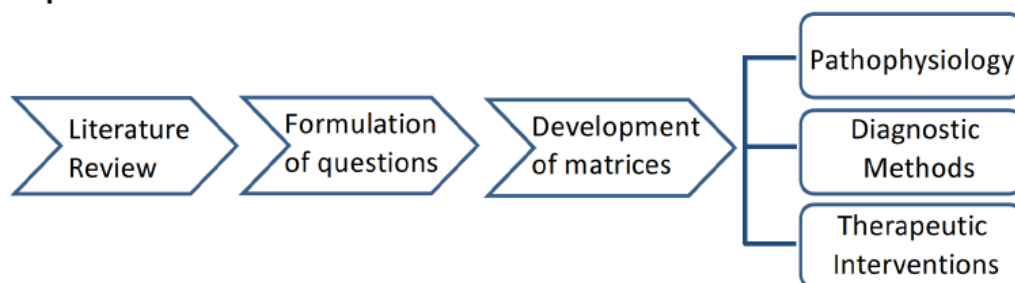 Literature
Review
Formulation
of questions
Development
of matrices
Pathophysiology
Diagnostic
Methods
Therapeutic
Interventions